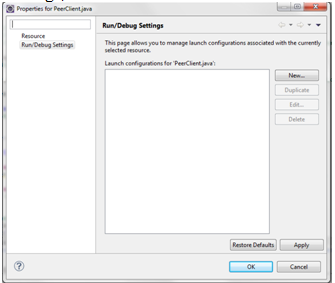 Properties for PeerClient.java
Resource
Run/Debug Settings
Run/Debug Settings
This page allows you to manage launch configurations associated with the currently
selected resource.
Launch configurations for 'PeerClient.java':
New...
Duplicate
Edit...
Delete
Restore Defaults
Apply
?
OK
Cancel